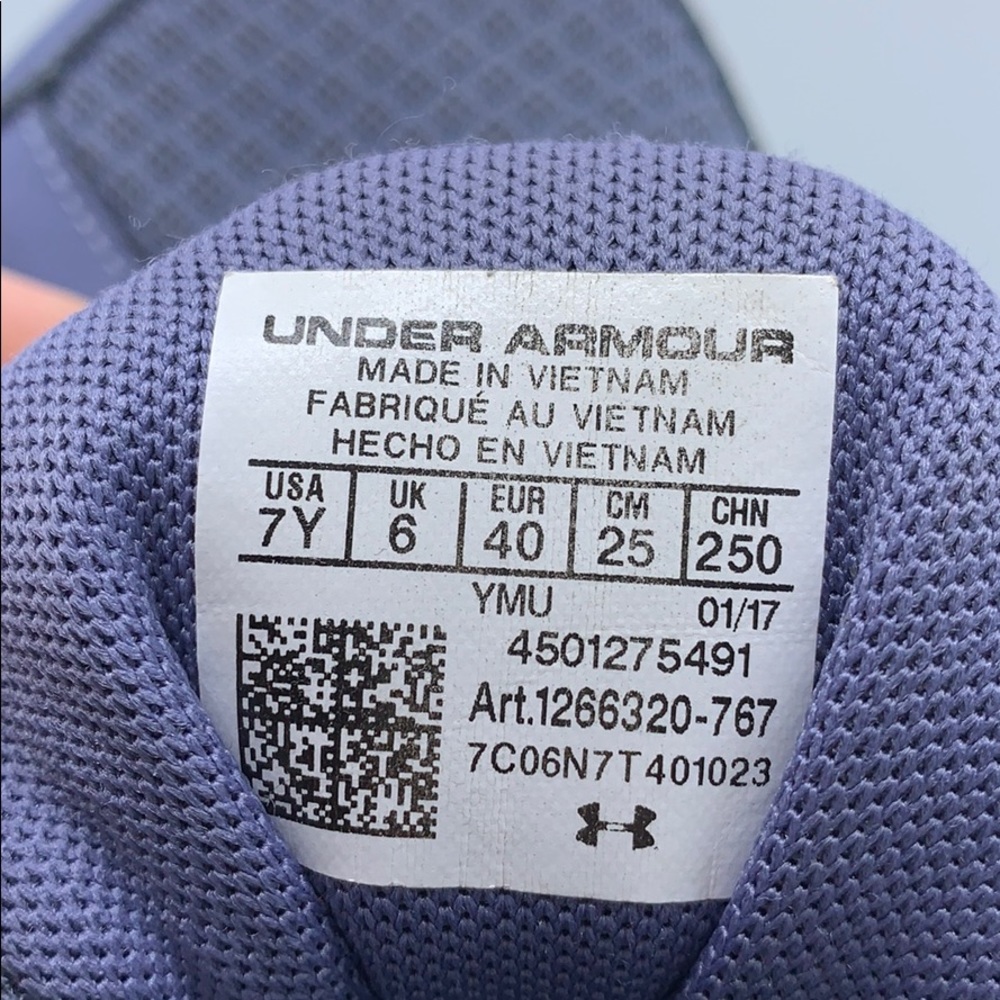 UNDER ARMOUR
MADE IN VIETNAM
FABRIQUÉ AU VIETNAM
HECHO EN VIETNAM
USA UK EUR CM CHN
7Y 6 40 25 250
YMU 01/17
4501275491
Art.1266320-767
7C06N7T401023